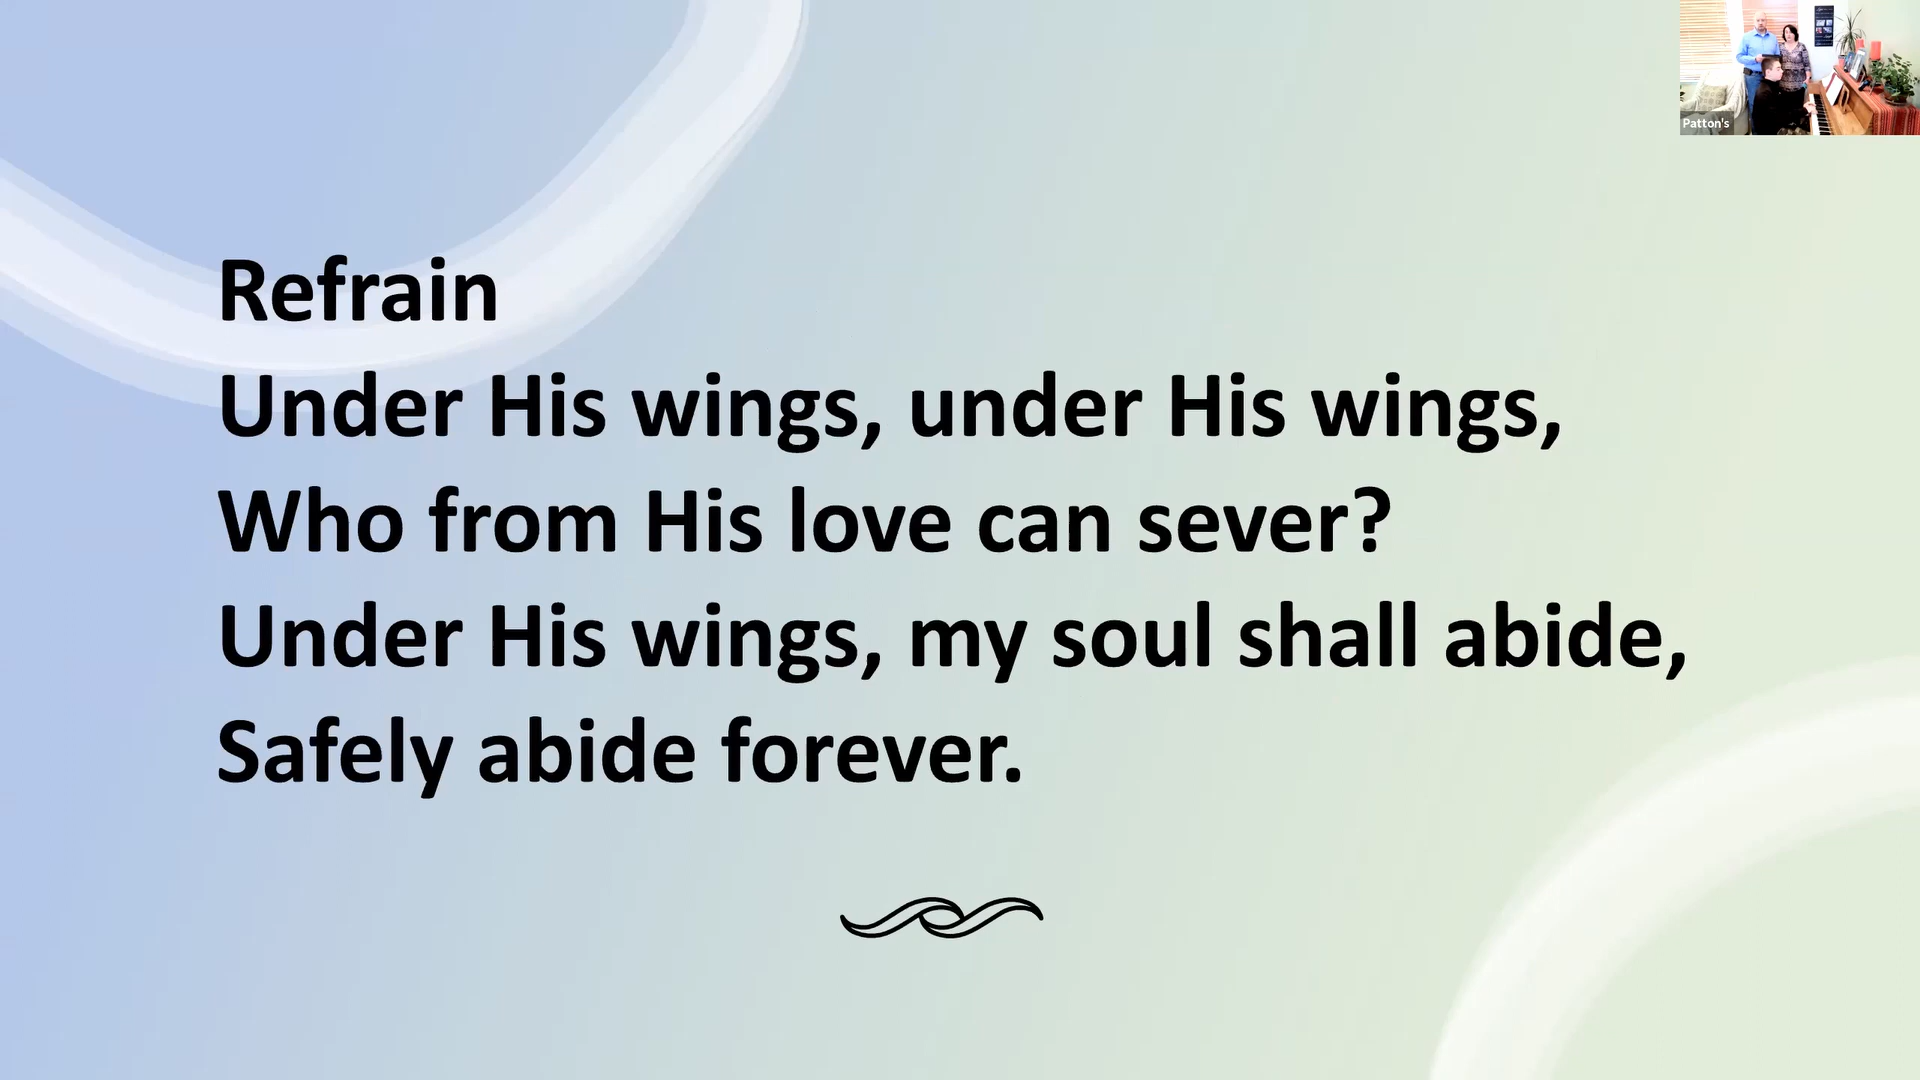 Refrain
Under His wings, under His wings,
Who from His love can sever?
Under His wings, my soul shall abide,
Safely abide forever.
Patton's